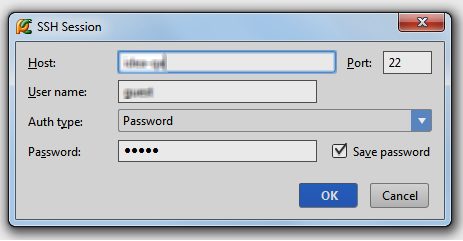 SSH Session
Host: Port: 22
User name:
Auth type: Password
Password: ••••• Save password
OK Cancel